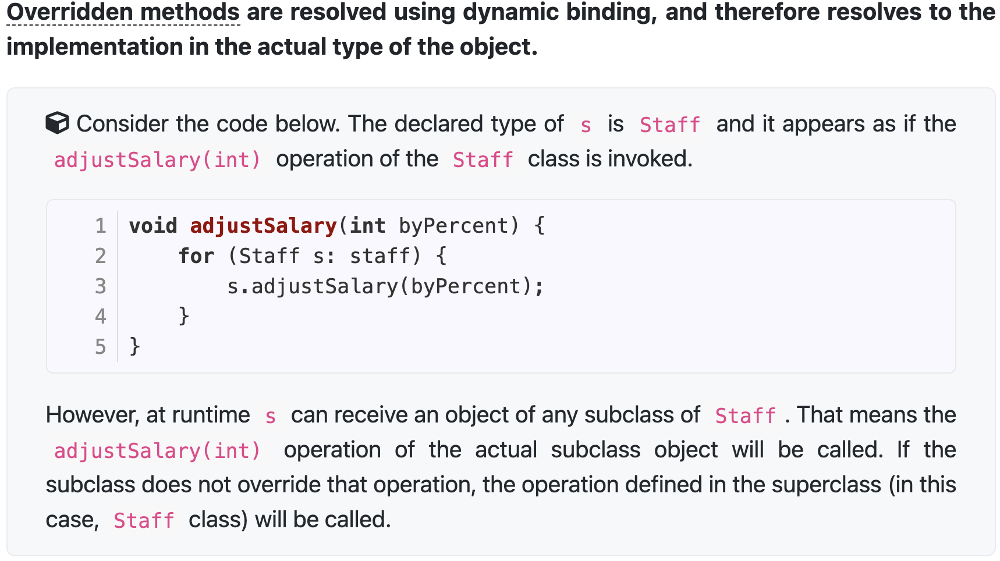 Overridden methods are resolved using dynamic binding, and therefore resolves to the
implementation in the actual type of the object.
Consider the code below. The declared type of s is Staff and it appears as if the
adjustSalary(int) operation of the Staff class is invoked.
1 void adjustSalary(int byPercent) {
2     for (Staff s: staff) {
3         s.adjustSalary(byPercent);
4     }
5 }
However, at runtime s can receive an object of any subclass of Staff . That means the
adjustSalary(int) operation of the actual subclass object will be called. If the
subclass does not override that operation, the operation defined in the superclass (in this
case, Staff class) will be called.